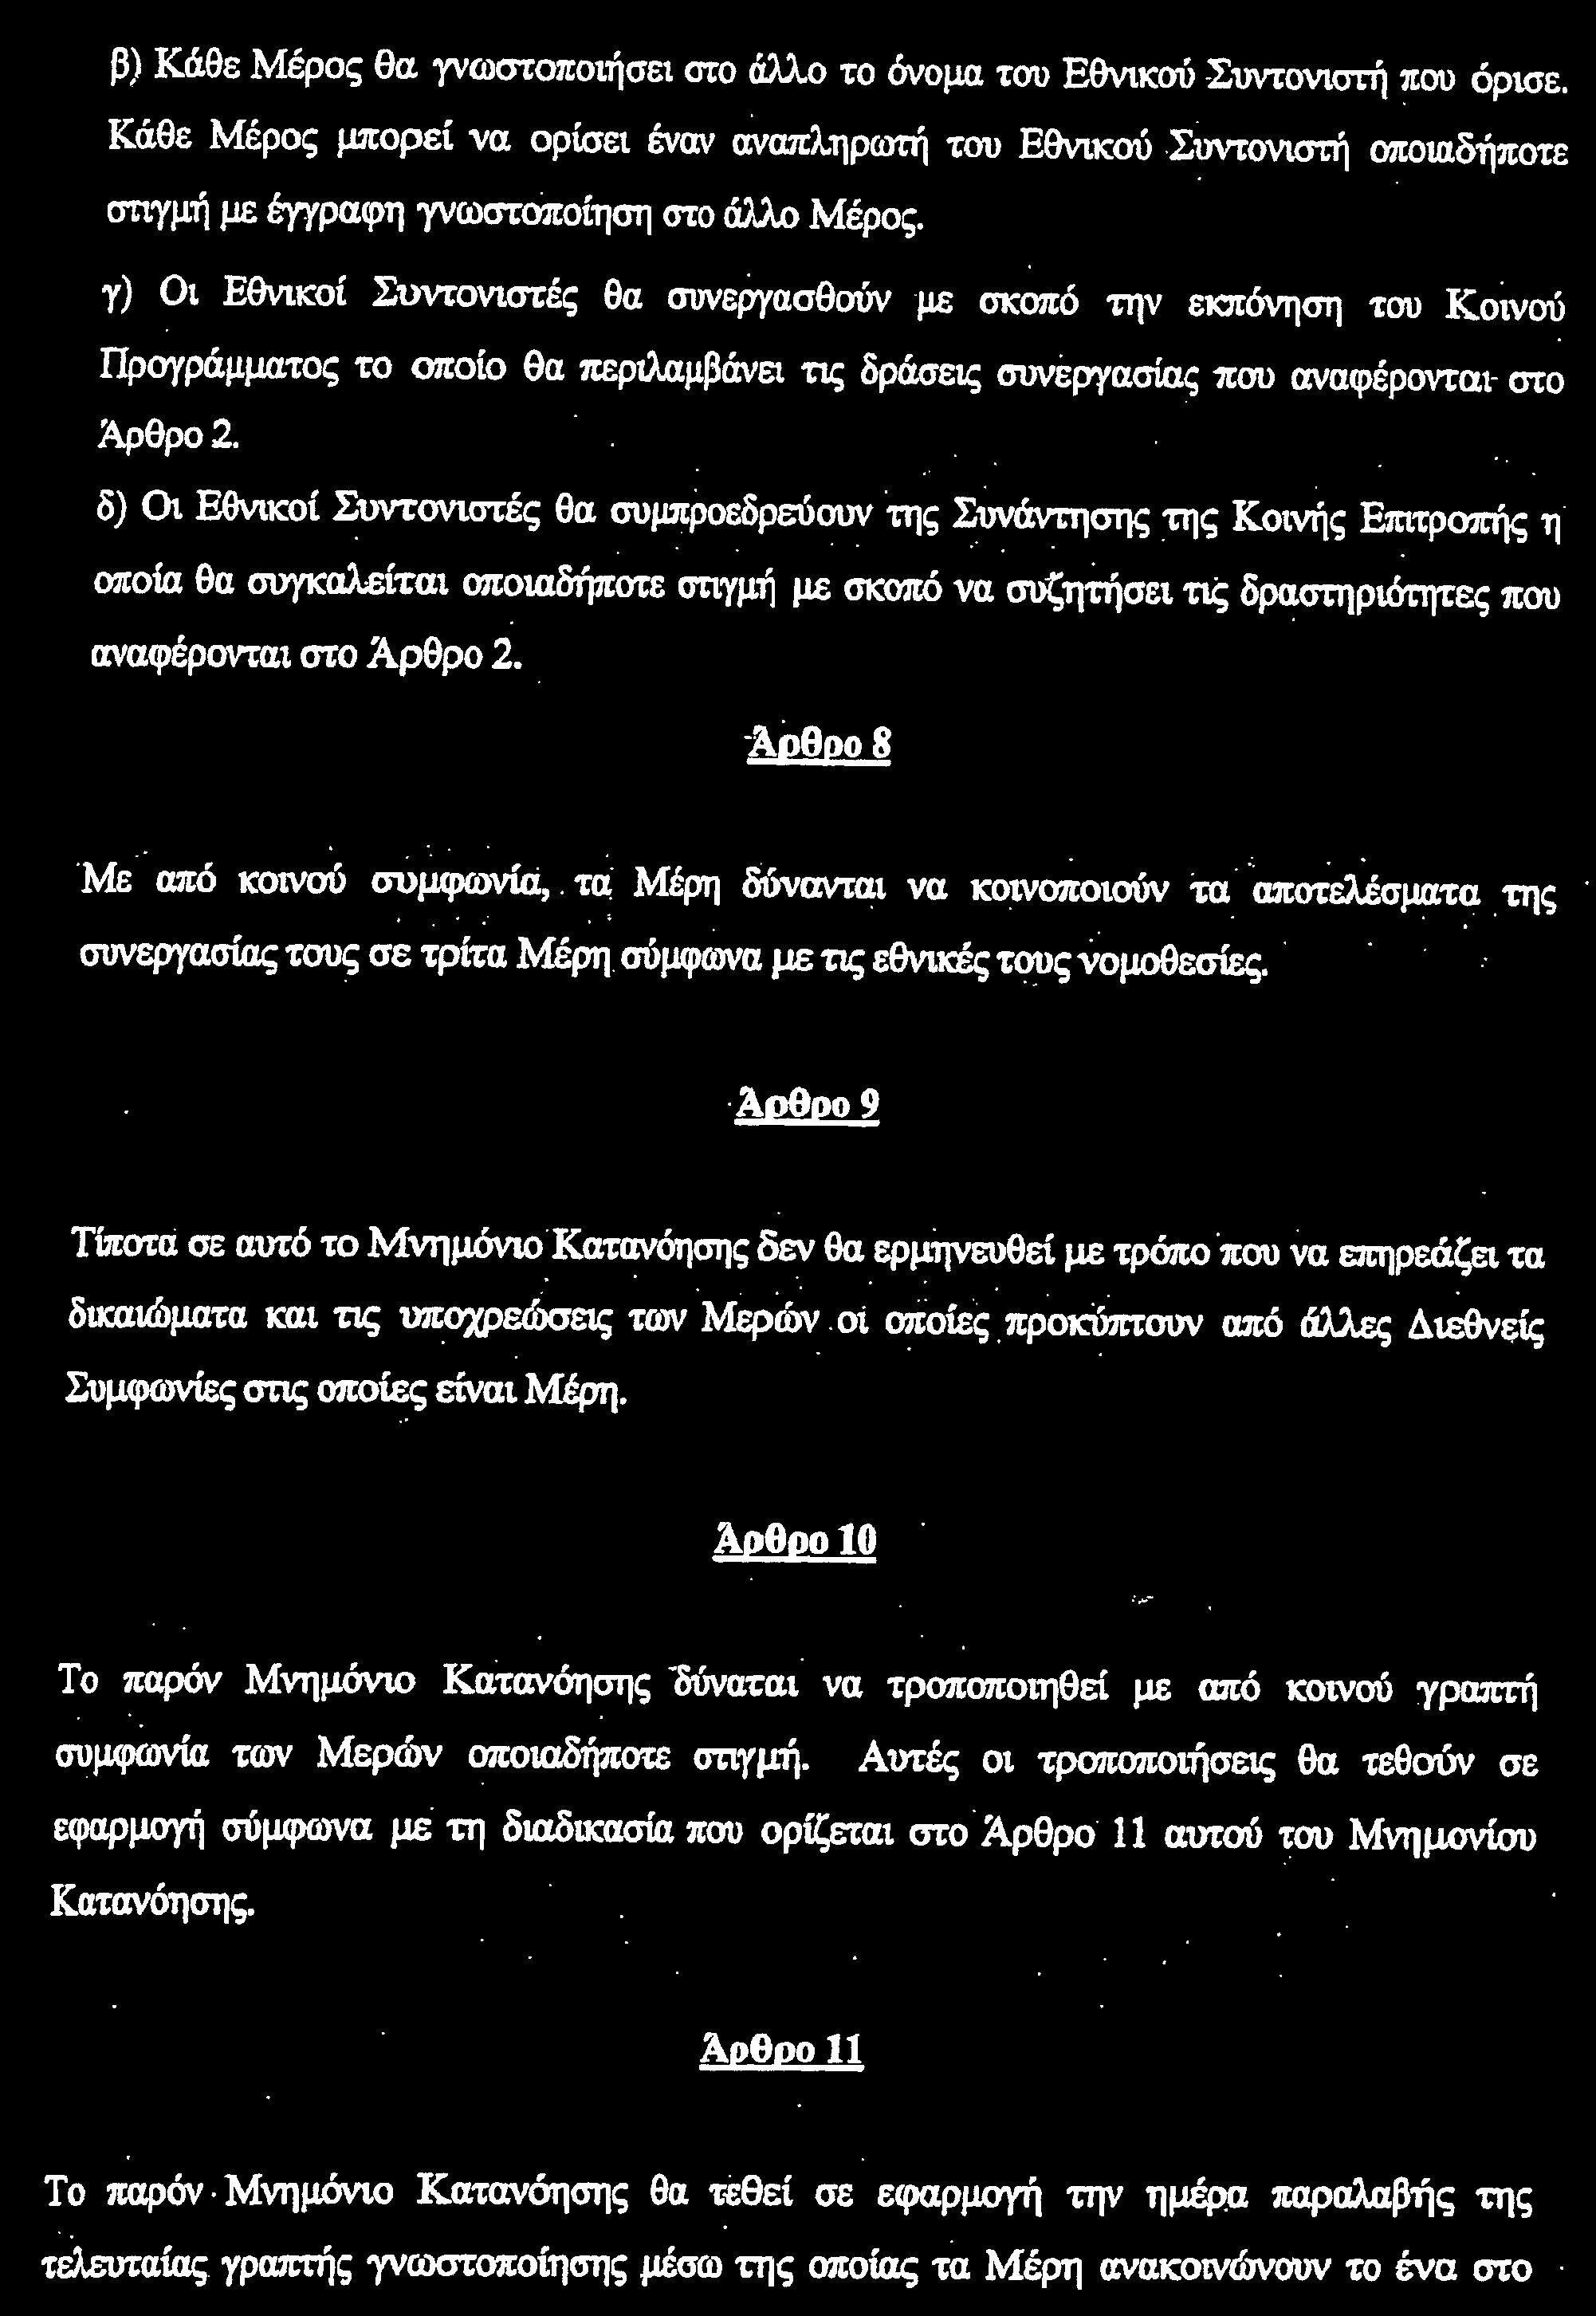 β) Κάθε Μέρος θα γνωστοποιήσει στο άλλο το όνομα του Εθνικού Συντονιστή που όρισε.
Κάθε Μέρος μπορεί να ορίσει έναν αναπληρωτή του Εθνικού Συντονιστή οποιαδήποτε
στιγμή με έγγραφη γνωστοποίηση στο άλλο Μέρος.
γ) Οι Εθνικοί Συντονιστές θα συνεργασθούν με σκοπό την εκπόνηση του Κοινού
Προγράμματος το οποίο θα περιλαμβάνει τις δράσεις συνεργασίας που αναφέρονται στο
Άρθρο 2.
δ) Οι Εθνικοί Συντονιστές θα συμπροεδρεύουν της Συνάντησης της Κοινής Επιτροπής η
οποία θα συγκαλείται οποιαδήποτε στιγμή με σκοπό να συζητήσει τις δραστηριότητες που
αναφέρονται στο Άρθρο 2.
Άρθρο 8
Με από κοινού συμφωνία, τα Μέρη δύνανται να κοινοποιούν τα αποτελέσματα της
συνεργασίας τους σε τρίτα Μέρη σύμφωνα με τις εθνικές τους νομοθεσίες.
Άρθρο 9
Τίποτα σε αυτό το Μνημόνιο Κατανόησης δεν θα ερμηνευθεί με τρόπο που να επηρεάζει τα
δικαιώματα και τις υποχρεώσεις των Μερών οι οποίες προκύπτουν από άλλες Διεθνείς
Συμφωνίες στις οποίες είναι Μέρη.
Άρθρο 10
Το παρόν Μνημόνιο Κατανόησης δύναται να τροποποιηθεί με από κοινού γραπτή
συμφωνία των Μερών οποιαδήποτε στιγμή. Αυτές οι τροποποιήσεις θα τεθούν σε
εφαρμογή σύμφωνα με τη διαδικασία που ορίζεται στο Άρθρο 11 αυτού του Μνημονίου
Κατανόησης.
Άρθρο 11
Το παρόν Μνημόνιο Κατανόησης θα τεθεί σε εφαρμογή την ημέρα παραλαβής της
τελευταίας γραπτής γνωστοποίησης μέσω της οποίας τα Μέρη ανακοινώνουν το ένα στο